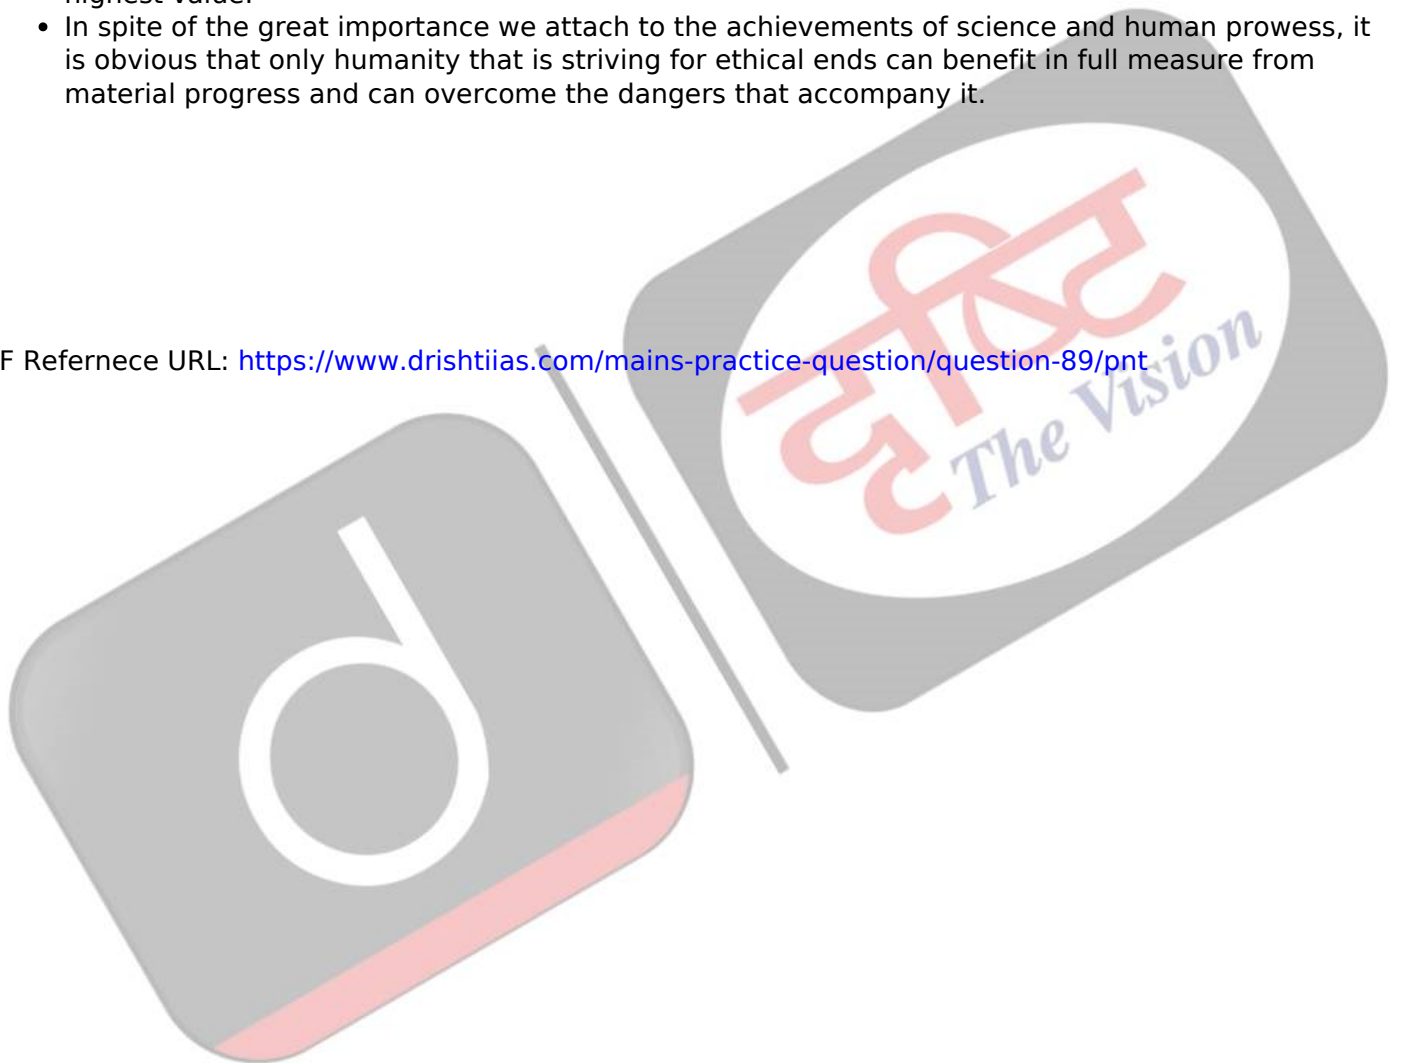 highest value.
• In spite of the great importance we attach to the achievements of science and human prowess, it
is obvious that only humanity that is striving for ethical ends can benefit in full measure from
material progress and can overcome the dangers that accompany it.
F Refernece URL: https://www.drishtiias.com/mains-practice-question/question-89/pnt
दृष्टि
The Vision
d